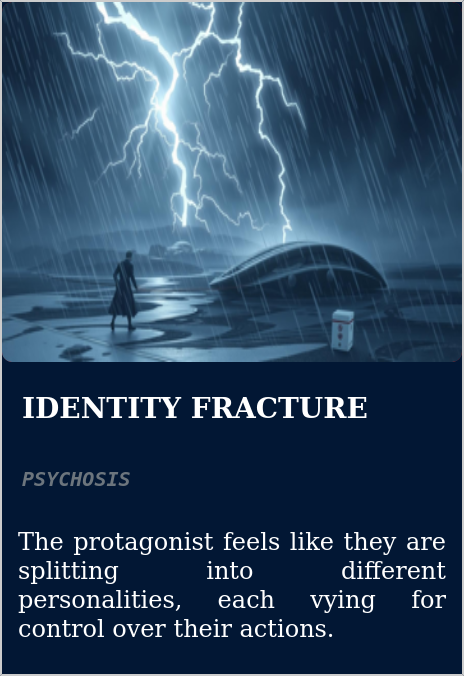 IDENTITY FRACTURE
PSYCHOSIS
The protagonist feels like they are
splitting into different
personalities, each vying for
control over their actions.